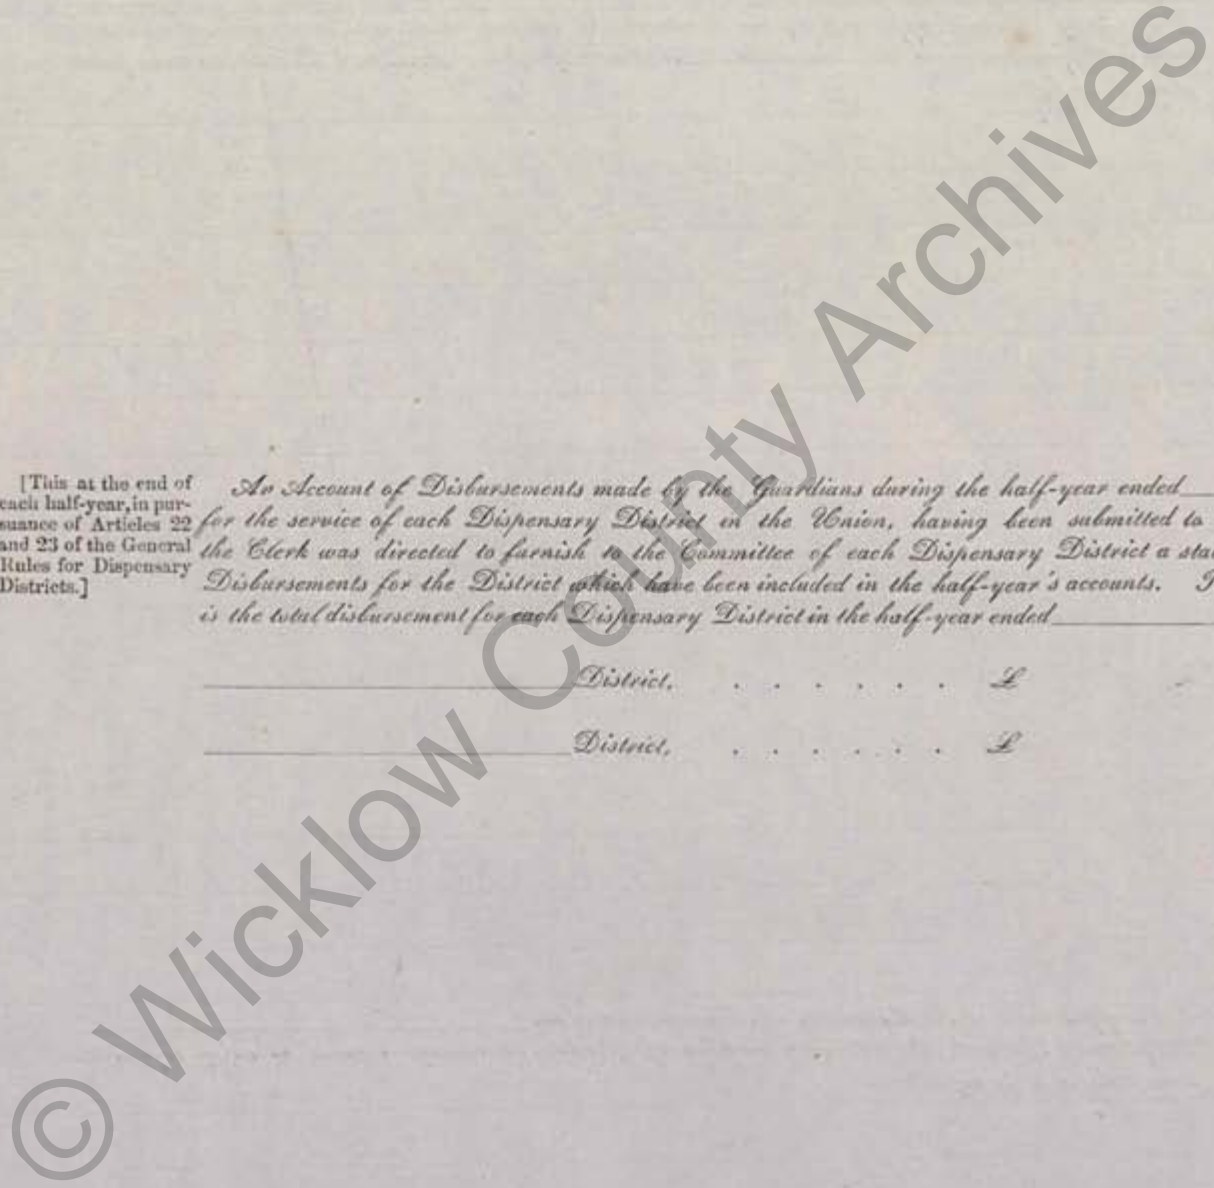 [This at the end of
each half-year, in pur-
suance of Articles 22
and 23 of the General
Rules for Dispensary
Districts.]
An Account of Disbursements made by the Guardians during the half-year ended
for the service of each Dispensary District in the Union, having been submitted to
the Clerk was directed to furnish to the Committee of each Dispensary District a
Disbursements for the District which have been included in the half-year's accounts.
is the total disbursement for each Dispensary District in the half-year ended
District, . . . . . . £
District, . . . . . . £
© Wicklow County Archives